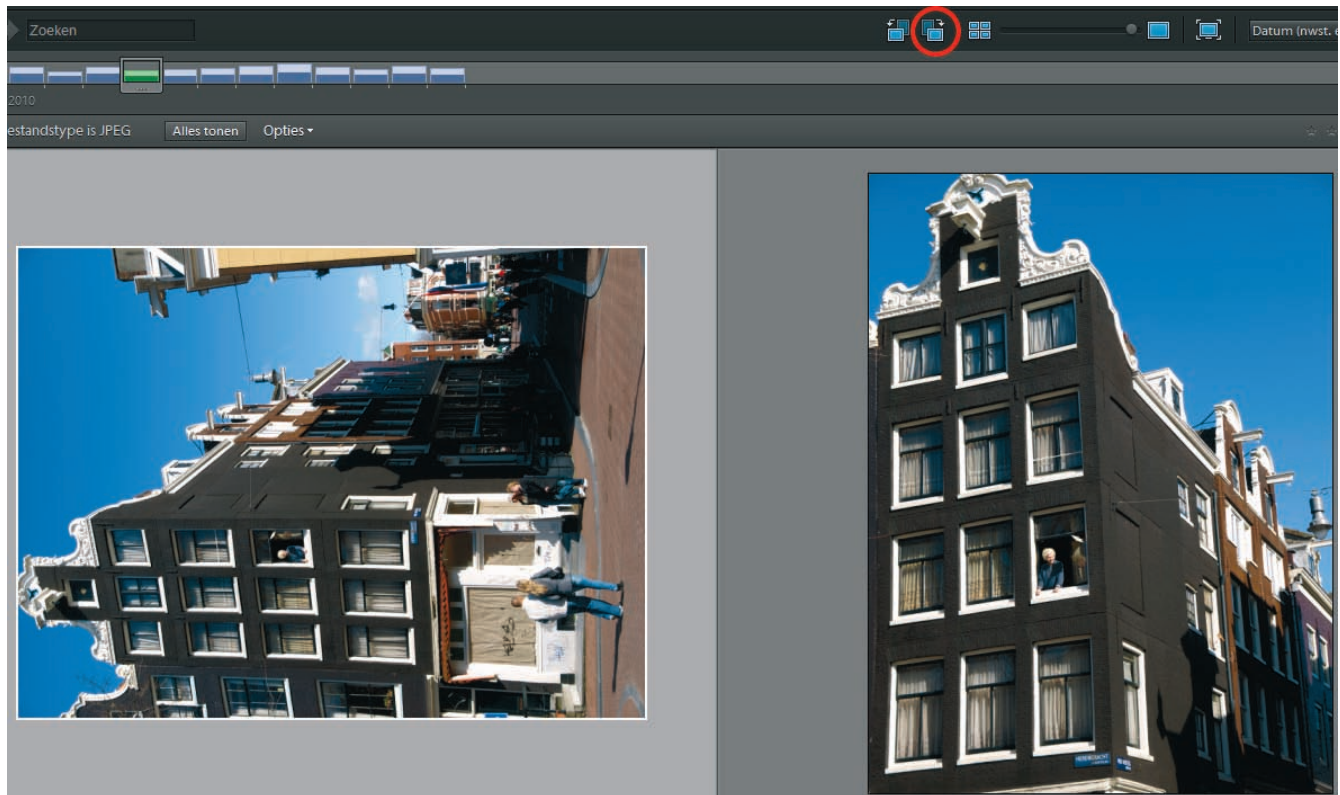 Zoeken
Datum (nwst. e
2010
estandstype is JPEG
Alles tonen
Opties